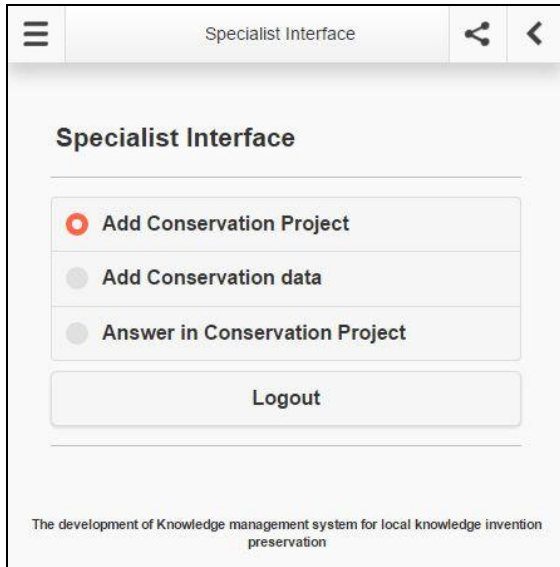 Specialist Interface
Specialist Interface
Add Conservation Project
Add Conservation data
Answer in Conservation Project
Logout
The development of Knowledge management system for local knowledge invention
preservation